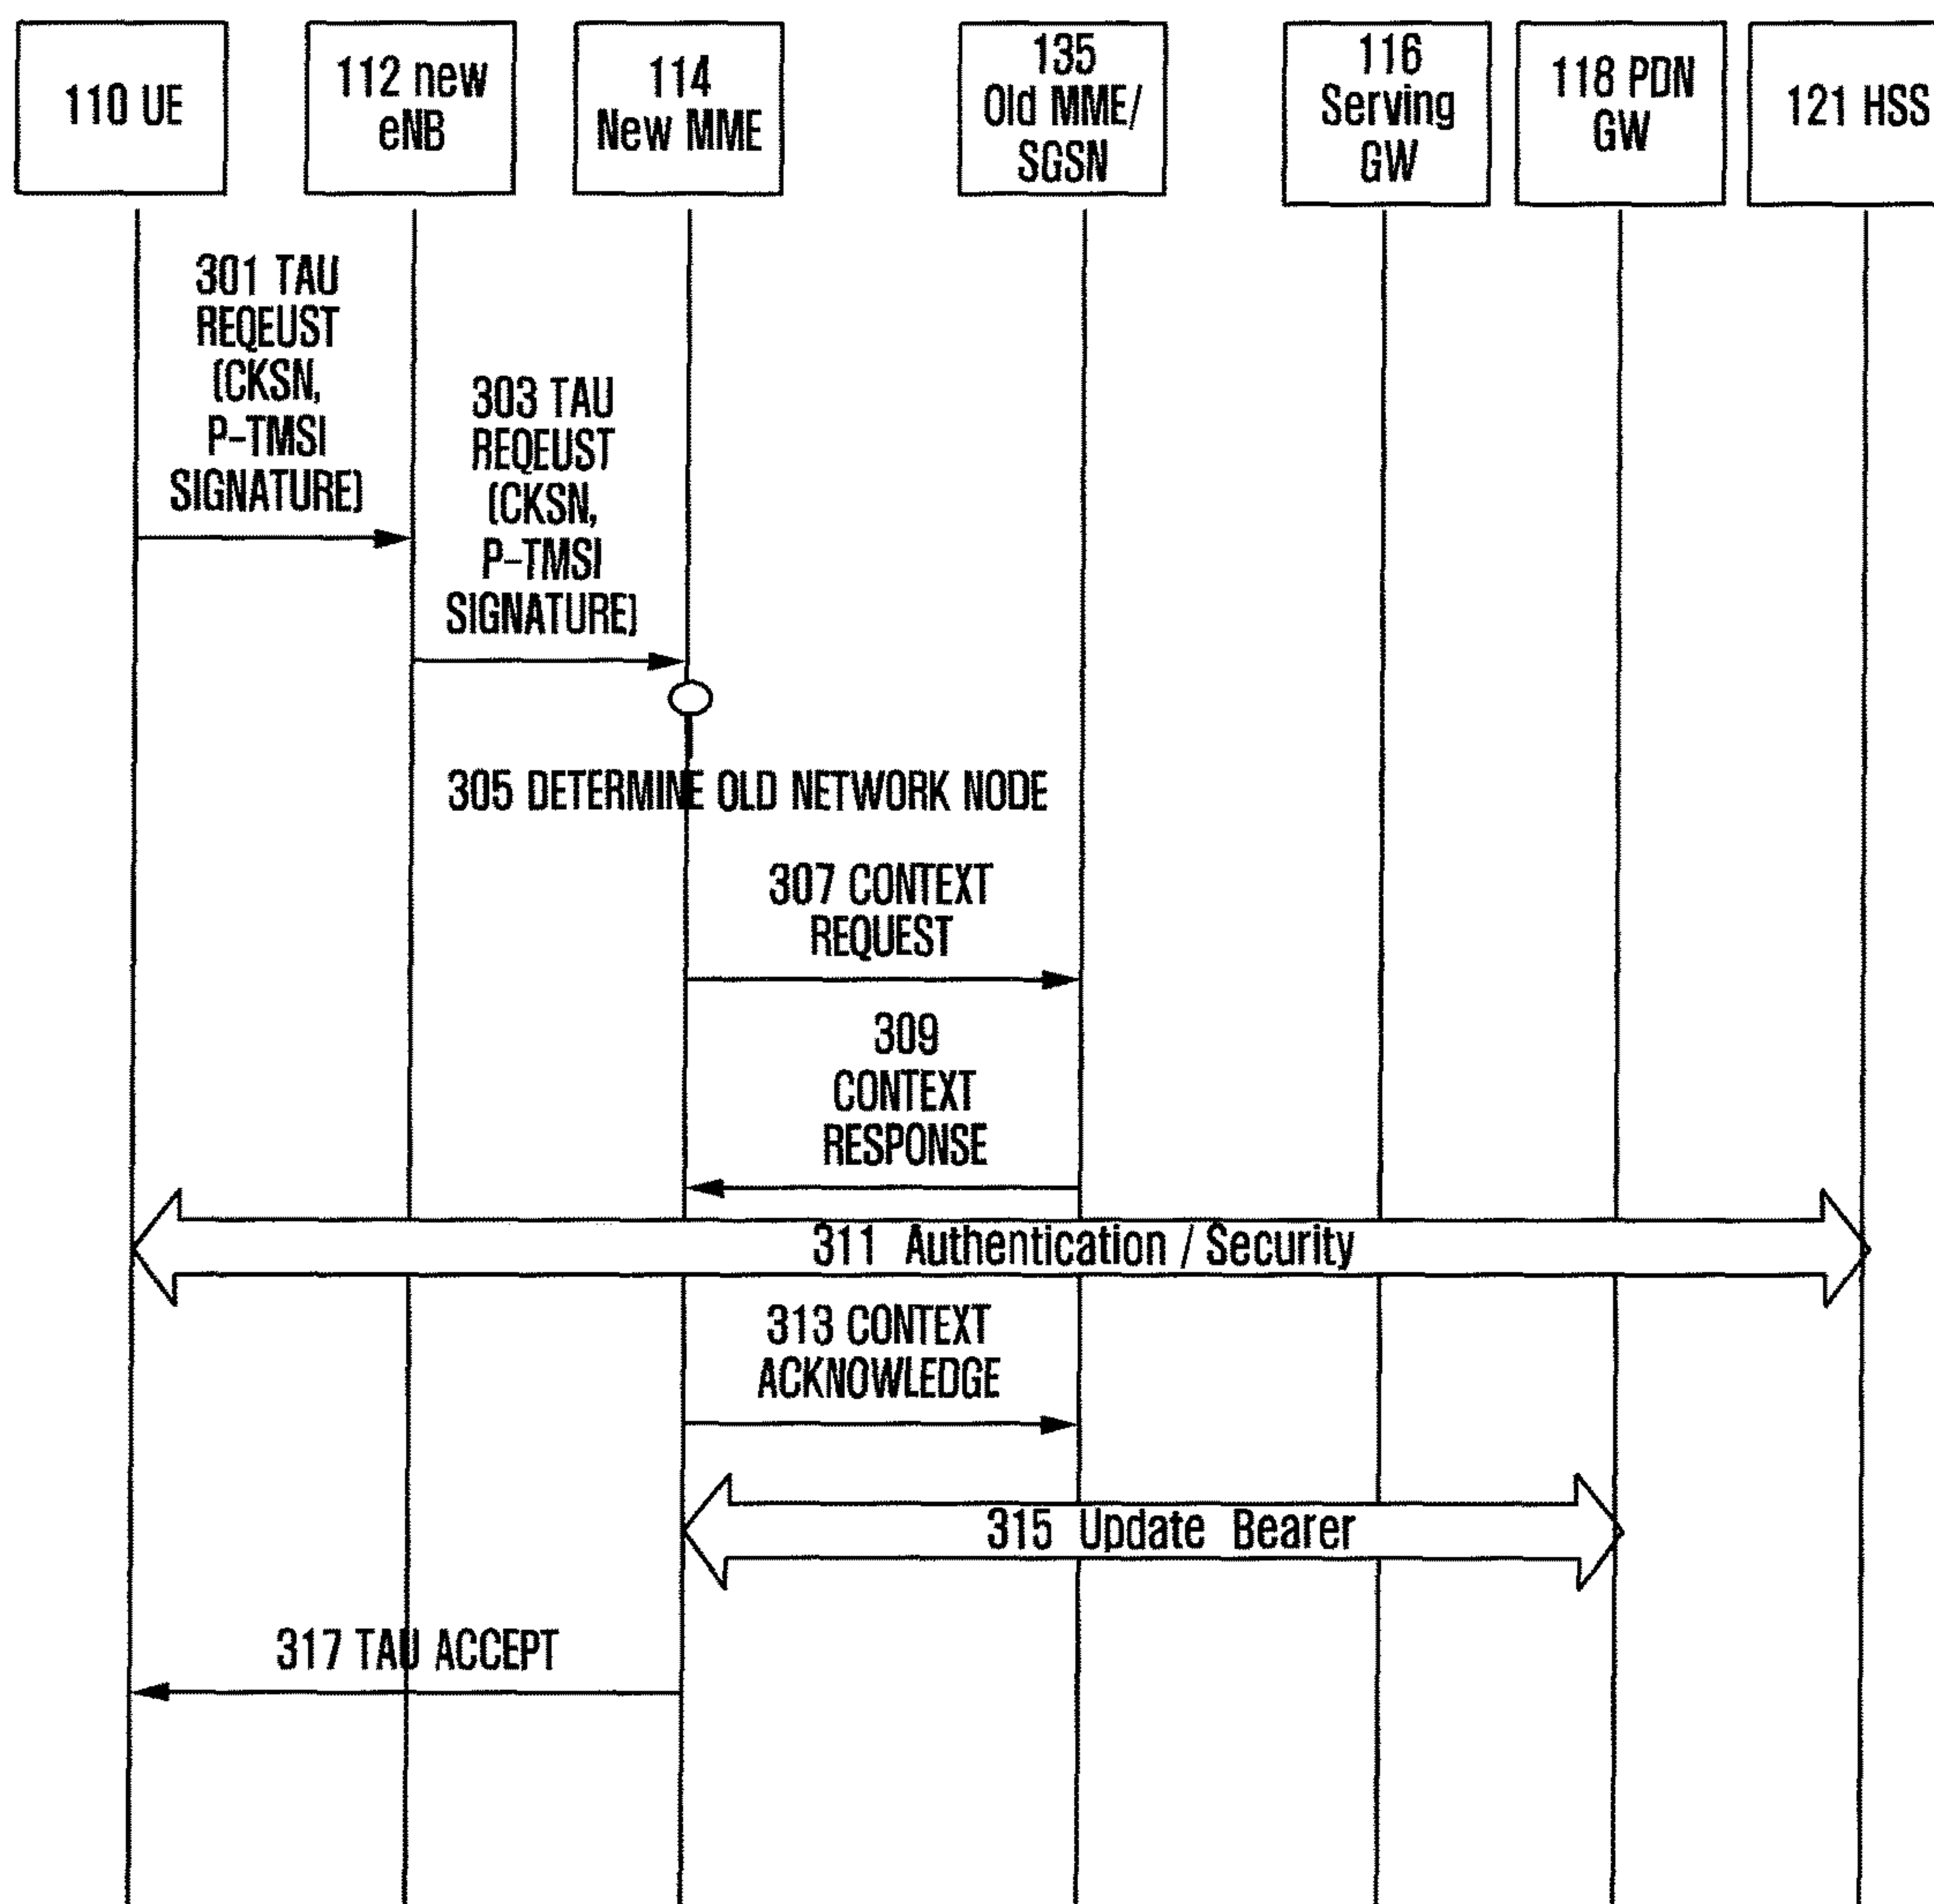 110 UE
112 new
eNB
114
New MME
135
Old MME/
SGSN
116
Serving
GW
118 PDN
GW
121 HSS
301 TAU
REQEUST
(CKSN,
P-TMSI
SIGNATURE)
303 TAU
REQEUST
(CKSN,
P-TMSI
SIGNATURE)
305 DETERMINE OLD NETWORK NODE
307 CONTEXT
REQUEST
309
CONTEXT
RESPONSE
311 Authentication / Security
313 CONTEXT
ACKNOWLEDGE
315 Update Bearer
317 TAU ACCEPT